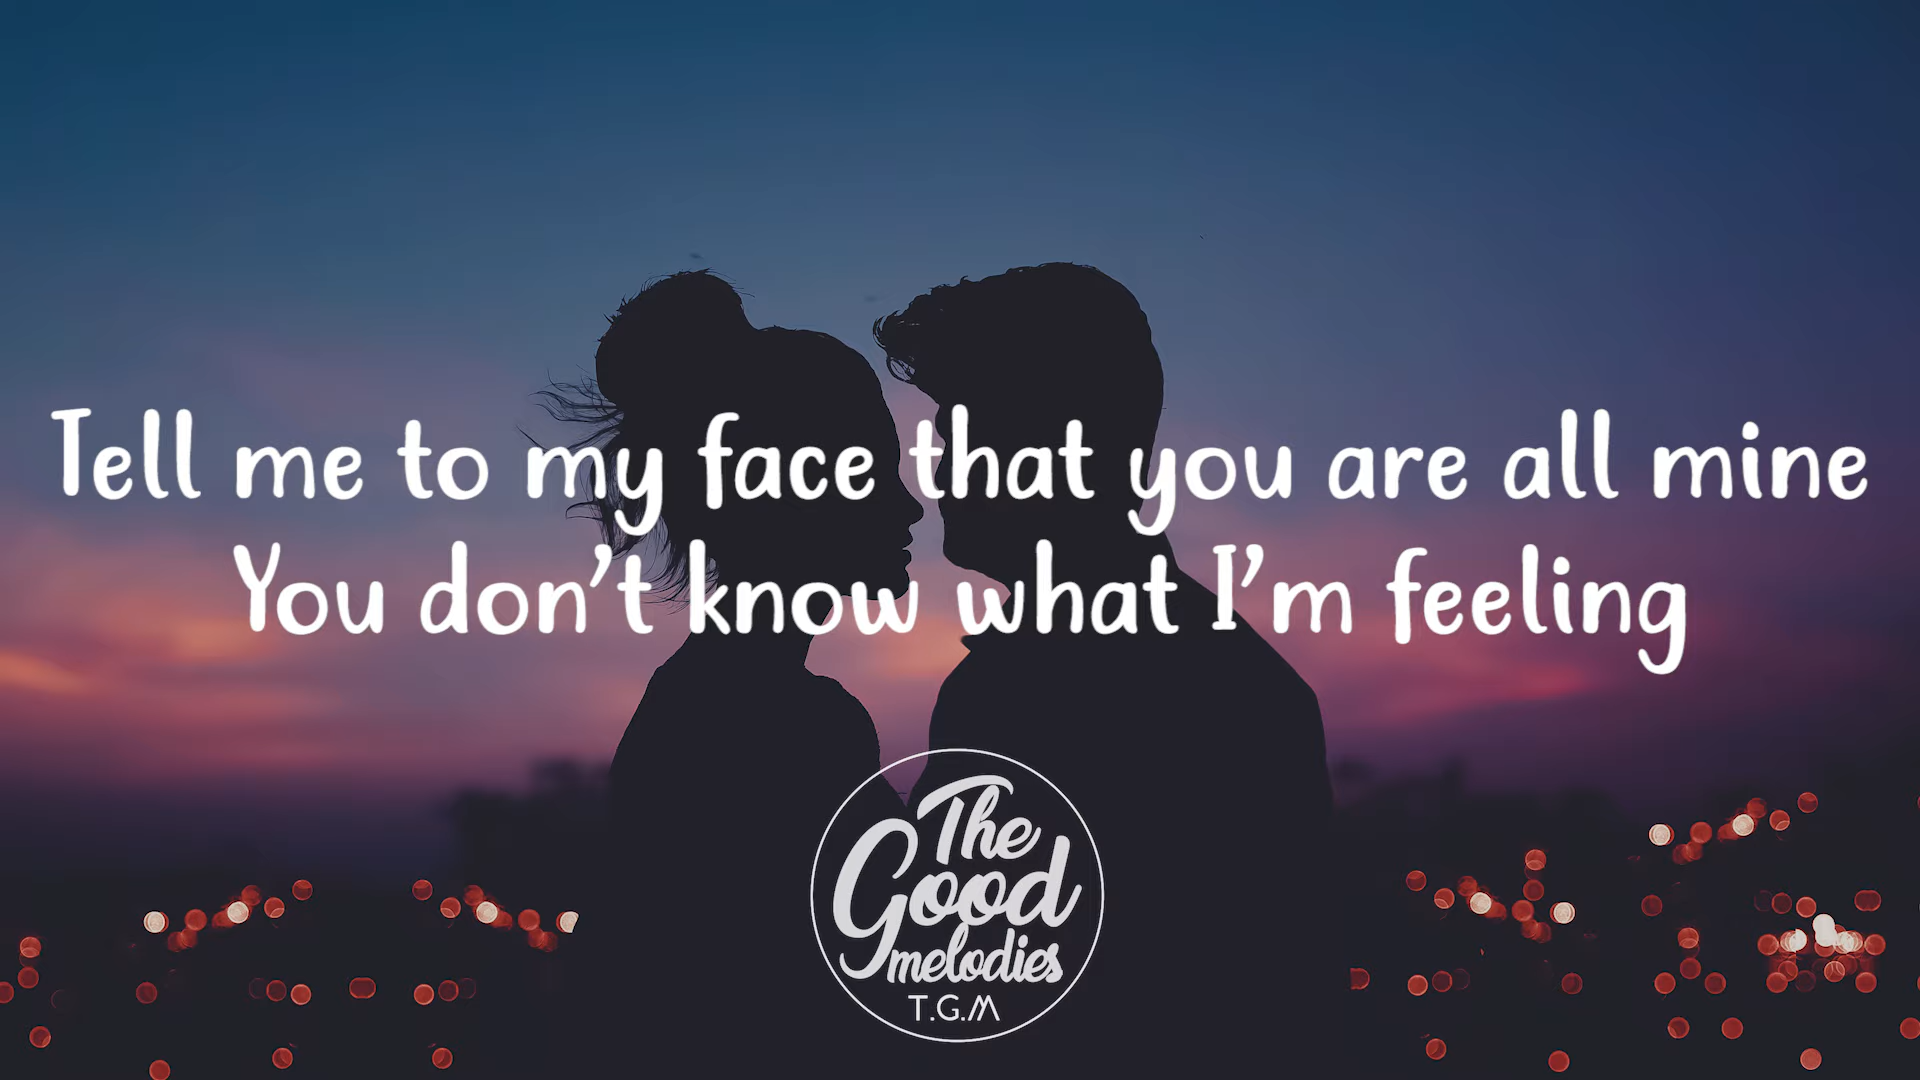 Tell me to my face that you are all mine
You don't know what I'm feeling
The
Good
melodies
T.G.M